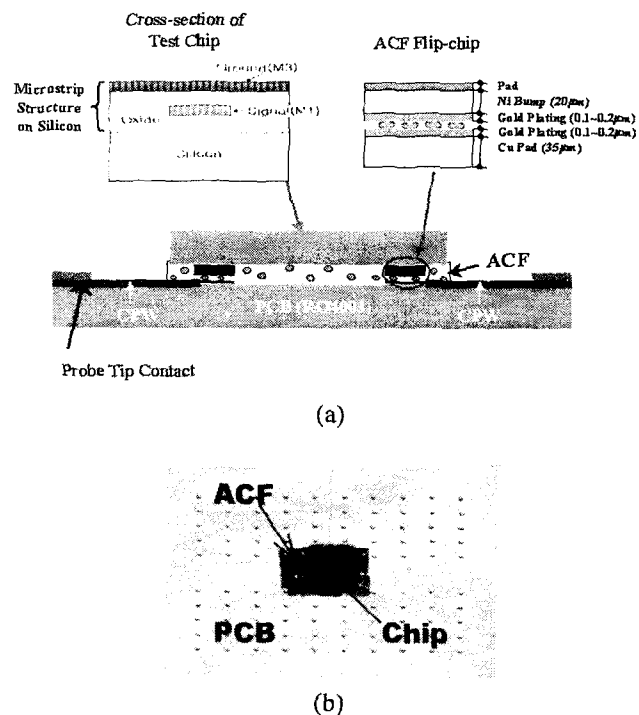 Cross-section of
Test Chip
ACF Flip-chip
Ground(M3)
Microstrip
Structure
on Silicon
Oxide
Signal(M1)
Silicon
Pad
Ni Bump (20μm)
Gold Plating (0.1~0.2μm)
Gold Plating (0.1~0.2μm)
Cu Pad (35μm)
ACF
CPW
CPW
Probe Tip Contact
(a)
ACF
PCB
Chip
(b)